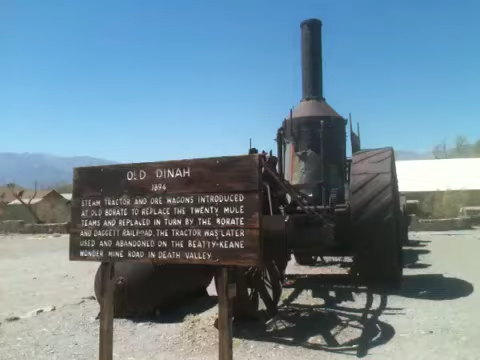 OLD DINAH
1894
STEAM TRACTOR AND ORE WAGONS INTRODUCED
AT OLD BORATE TO REPLACE THE TWENTY MULE
TEAMS AND REPLACED IN TURN BY THE BORATE
AND DAGGETT RAILROAD. THE TRACTOR WAS LATER
USED AND ABANDONED ON THE BEATTY-KEANE
WONDER MINE ROAD IN DEATH VALLEY.